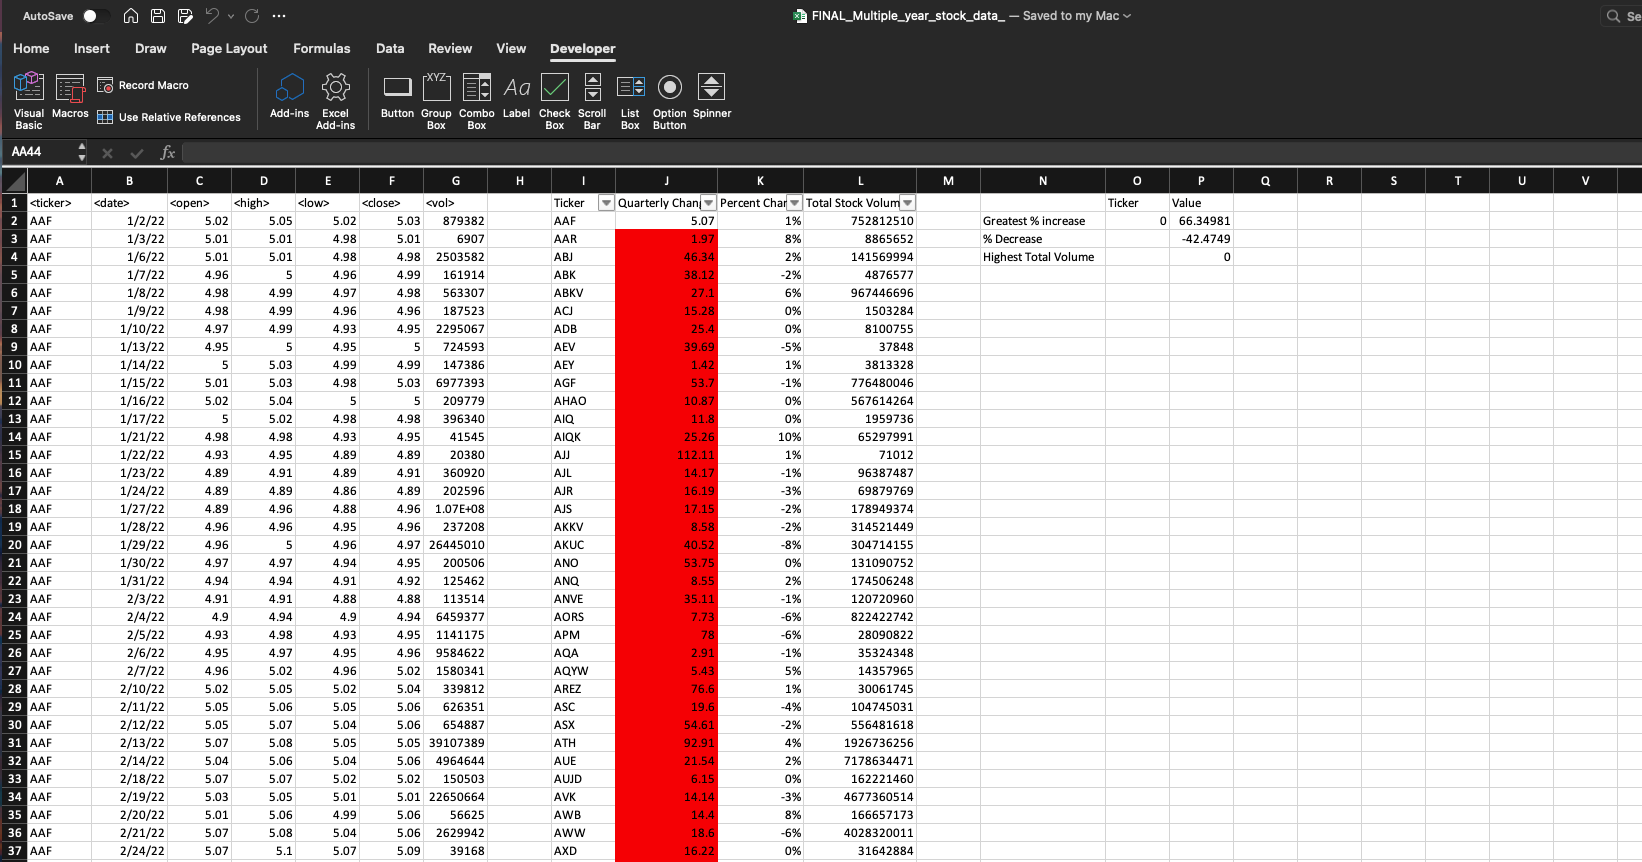 AutoSave
FINAL_Multiple_year_stock_data_ — Saved to my Mac
Se
Home Insert Draw Page Layout Formulas Data Review View Developer
Visual Basic Macros Record Macro Use Relative References Add-ins Excel Add-ins Button Group Box Combo Box Label Check Box Scroll Bar List Box Option Button Spinner
XYZ Aa
AA44 fx
A B C D E F G H I J K L M N O P Q R S T U V
1 <ticker> <date> <open> <high> <low> <close> <vol> Ticker Quarterly Chan Percent Char Total Stock Volum Ticker Value
2 AAF 1/2/22 5.02 5.05 5.02 5.03 879382 AAF 5.07 1% 752812510 Greatest % increase 0 66.34981
3 AAF 1/3/22 5.01 5.01 4.98 5.01 6907 AAR 1.97 8% 8865652 % Decrease -42.4749
4 AAF 1/6/22 5.01 5.01 4.98 4.98 2503582 ABJ 46.34 2% 141569994 Highest Total Volume 0
5 AAF 1/7/22 4.96 5 4.96 4.99 161914 ABK 38.12 -2% 4876577
6 AAF 1/8/22 4.98 4.99 4.97 4.98 563307 ABKV 27.1 6% 967446696
7 AAF 1/9/22 4.98 4.99 4.96 4.96 187523 ACJ 15.28 0% 1503284
8 AAF 1/10/22 4.97 4.99 4.93 4.95 2295067 ADB 25.4 0% 8100755
9 AAF 1/13/22 4.95 5 4.95 5 724593 AEV 39.69 -5% 37848
10 AAF 1/14/22 5 5.03 4.99 4.99 147386 AEY 1.42 1% 3813328
11 AAF 1/15/22 5.01 5.03 4.98 5.03 6977393 AGF 53.7 -1% 776480046
12 AAF 1/16/22 5.02 5.04 5 5 209779 AHAO 10.87 0% 567614264
13 AAF 1/17/22 5 5.02 4.98 4.98 396340 AIQ 11.8 0% 1959736
14 AAF 1/21/22 4.98 4.98 4.93 4.95 41545 AIQK 25.26 10% 65297991
15 AAF 1/22/22 4.93 4.95 4.89 4.89 20380 AJJ 112.11 1% 71012
16 AAF 1/23/22 4.89 4.91 4.89 4.91 360920 AJL 14.17 -1% 96387487
17 AAF 1/24/22 4.89 4.89 4.86 4.89 202596 AJR 16.19 -3% 69879769
18 AAF 1/27/22 4.89 4.96 4.88 4.96 1.07E+08 AJS 17.15 -2% 178949374
19 AAF 1/28/22 4.96 4.96 4.95 4.96 237208 AKKV 8.58 -2% 314521449
20 AAF 1/29/22 4.96 5 4.96 4.97 26445010 AKUC 40.52 -8% 304714155
21 AAF 1/30/22 4.97 4.97 4.94 4.95 200506 ANO 53.75 0% 131090752
22 AAF 1/31/22 4.94 4.94 4.91 4.92 125462 ANQ 8.55 2% 174506248
23 AAF 2/3/22 4.91 4.91 4.88 4.88 113514 ANVE 35.11 -1% 120720960
24 AAF 2/4/22 4.9 4.94 4.9 4.94 6459377 AORS 7.73 -6% 822422742
25 AAF 2/5/22 4.93 4.98 4.93 4.95 1141175 APM 78 -6% 28090822
26 AAF 2/6/22 4.95 4.97 4.95 4.96 9584622 AQA 2.91 -1% 35324348
27 AAF 2/7/22 4.96 5.02 4.96 5.02 1580341 AQYW 5.43 5% 14357965
28 AAF 2/10/22 5.02 5.05 5.02 5.04 339812 AREZ 76.6 1% 30061745
29 AAF 2/11/22 5.05 5.06 5.05 5.06 626351 ASC 19.6 -4% 104745031
30 AAF 2/12/22 5.05 5.07 5.04 5.06 654887 ASX 54.61 -2% 556481618
31 AAF 2/13/22 5.07 5.08 5.05 5.05 39107389 ATH 92.91 4% 1926736256
32 AAF 2/14/22 5.04 5.06 5.04 5.06 4964644 AUE 21.54 2% 7178634471
33 AAF 2/18/22 5.07 5.07 5.02 5.02 150503 AUJD 6.15 0% 162221460
34 AAF 2/19/22 5.03 5.05 5.01 5.01 22650664 AVK 14.14 -3% 4677360514
35 AAF 2/20/22 5.01 5.06 4.99 5.06 56625 AWB 14.4 8% 166657173
36 AAF 2/21/22 5.07 5.08 5.04 5.06 2629942 AWW 18.6 -6% 4028320011
37 AAF 2/24/22 5.07 5.1 5.07 5.09 39168 AXD 16.22 0% 31642884